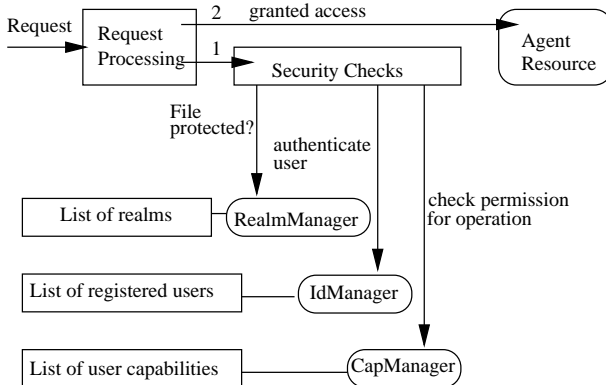 Request
Request
Processing
2
granted access
1
Security Checks
Agent
Resource
File
protected?
authenticate
user
check permission
for operation
List of realms
RealmManager
List of registered users
IdManager
List of user capabilities
CapManager